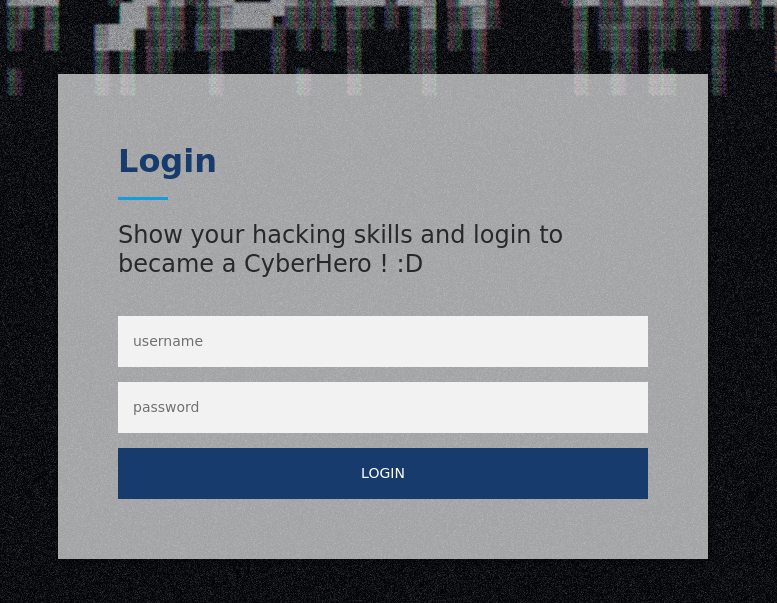 Login
Show your hacking skills and login to
became a CyberHero ! :D
username
password
LOGIN